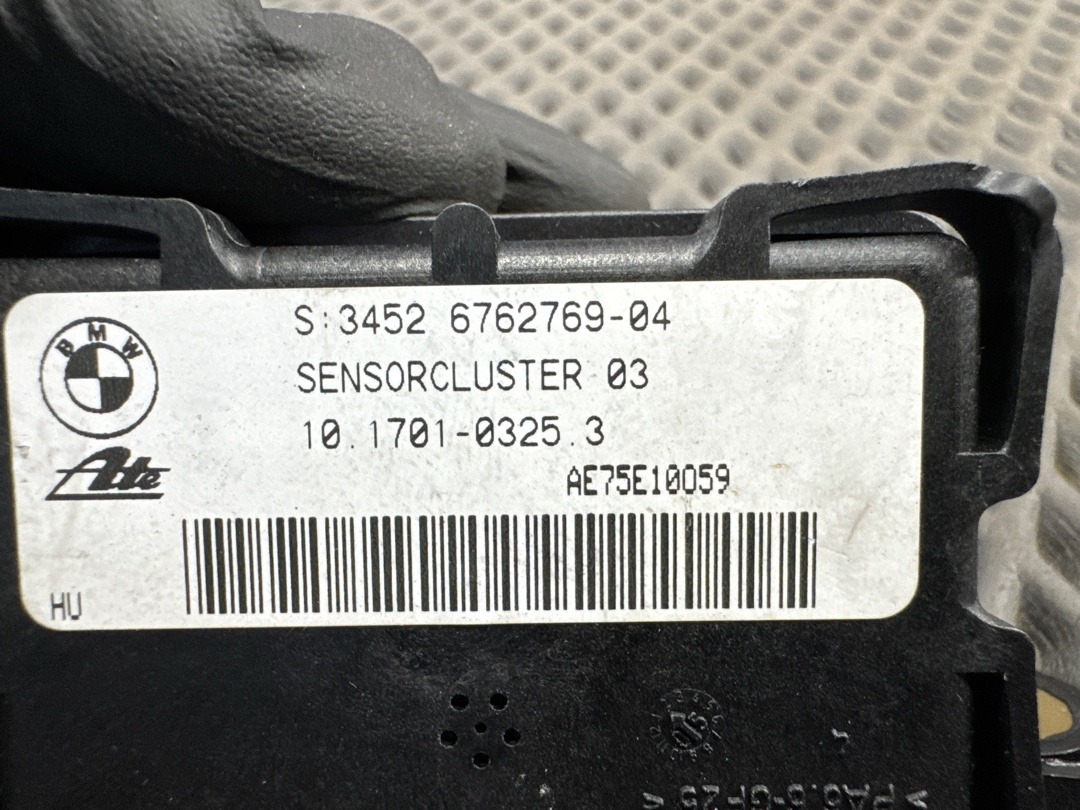 BMW
S:3452 6762769-04
SENSORCLUSTER 03
10.1701-0325.3
Ate
AE75E10059
HU